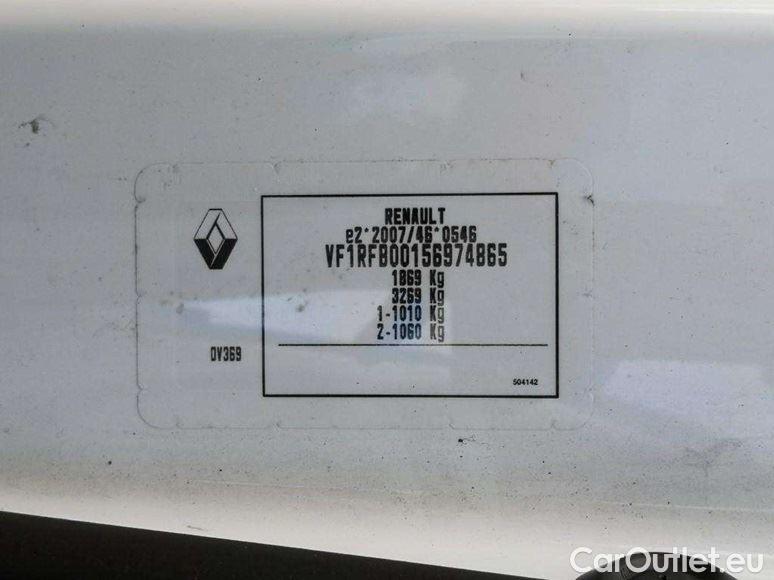 RENAULT
e2*2007/46*0546
VF1RFB00156974865
1869 Kg
3269 Kg
1-1010 Kg
2-1060 Kg
DV369
504142
CarOutlet.eu